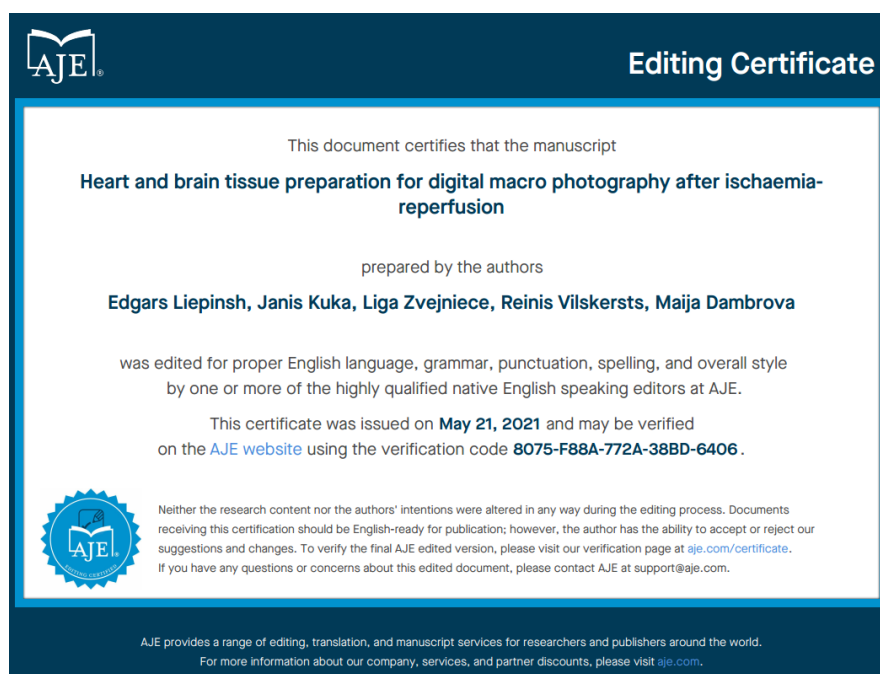 AJE®
Editing Certificate
This document certifies that the manuscript
Heart and brain tissue preparation for digital macro photography after ischaemia-
reperfusion
prepared by the authors
Edgars Liepinsh, Janis Kuka, Liga Zvejniece, Reinis Vilskersts, Maija Dambrova
was edited for proper English language, grammar, punctuation, spelling, and overall style
by one or more of the highly qualified native English speaking editors at AJE.
This certificate was issued on May 21, 2021 and may be verified
on the AJE website using the verification code 8075-F88A-772A-38BD-6406.
Neither the research content nor the authors' intentions were altered in any way during the editing process. Documents
receiving this certification should be English-ready for publication; however, the author has the ability to accept or reject our
suggestions and changes. To verify the final AJE edited version, please visit our verification page at aje.com/certificate.
If you have any questions or concerns about this edited document, please contact AJE at support@aje.com.
AJE®
EDITING CERTIFIED
AJE provides a range of editing, translation, and manuscript services for researchers and publishers around the world.
For more information about our company, services, and partner discounts, please visit aje.com.